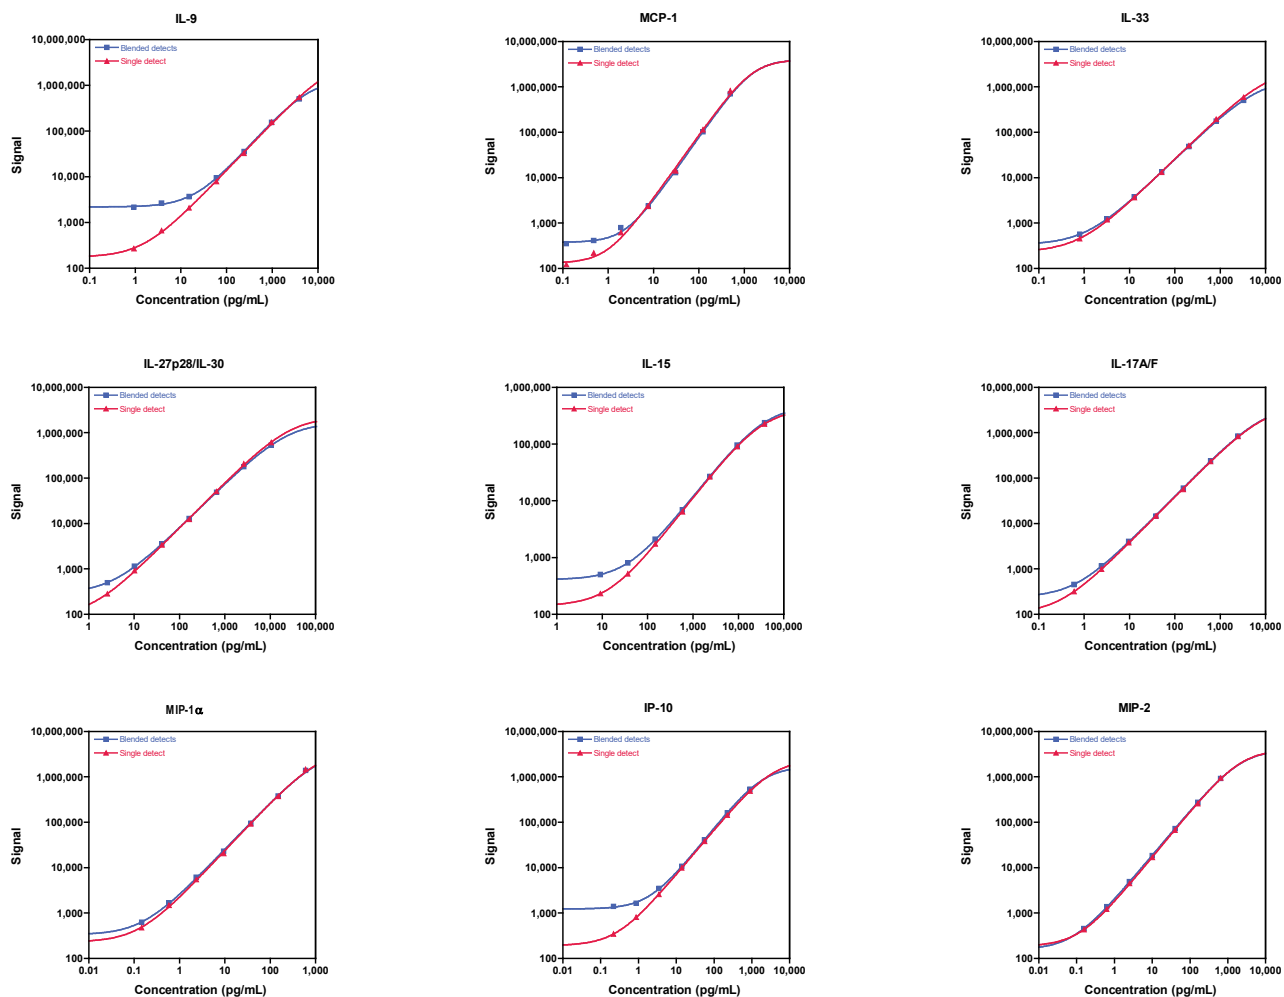 IL-9
10,000,000
1,000,000
100,000
10,000
1,000
100
Blended detects
Single detect
Signal
0.1 1 10 100 1,000 10,000
Concentration (pg/mL)
MCP-1
10,000,000
1,000,000
100,000
10,000
1,000
100
Blended detects
Single detect
Signal
0.1 1 10 100 1,000 10,000
Concentration (pg/mL)
IL-33
10,000,000
1,000,000
100,000
10,000
1,000
100
Blended detects
Single detect
Signal
0.1 1 10 100 1,000 10,000
Concentration (pg/mL)
IL-27p28/IL-30
10,000,000
1,000,000
100,000
10,000
1,000
100
Blended detects
Single detect
Signal
1 10 100 1,000 10,000 100,000
Concentration (pg/mL)
IL-15
1,000,000
100,000
10,000
1,000
100
Blended detects
Single detect
Signal
1 10 100 1,000 10,000 100,000
Concentration (pg/mL)
IL-17A/F
10,000,000
1,000,000
100,000
10,000
1,000
100
Blended detects
Single detect
Signal
0.1 1 10 100 1,000 10,000
Concentration (pg/mL)
MIP-1α
10,000,000
1,000,000
100,000
10,000
1,000
100
Blended detects
Single detect
Signal
0.01 0.1 1 10 100 1,000
Concentration (pg/mL)
IP-10
10,000,000
1,000,000
100,000
10,000
1,000
100
Blended detects
Single detect
Signal
0.01 0.1 1 10 100 1,000 10,000
Concentration (pg/mL)
MIP-2
10,000,000
1,000,000
100,000
10,000
1,000
100
Blended detects
Single detect
Signal
0.01 0.1 1 10 100 1,000 10,000
Concentration (pg/mL)